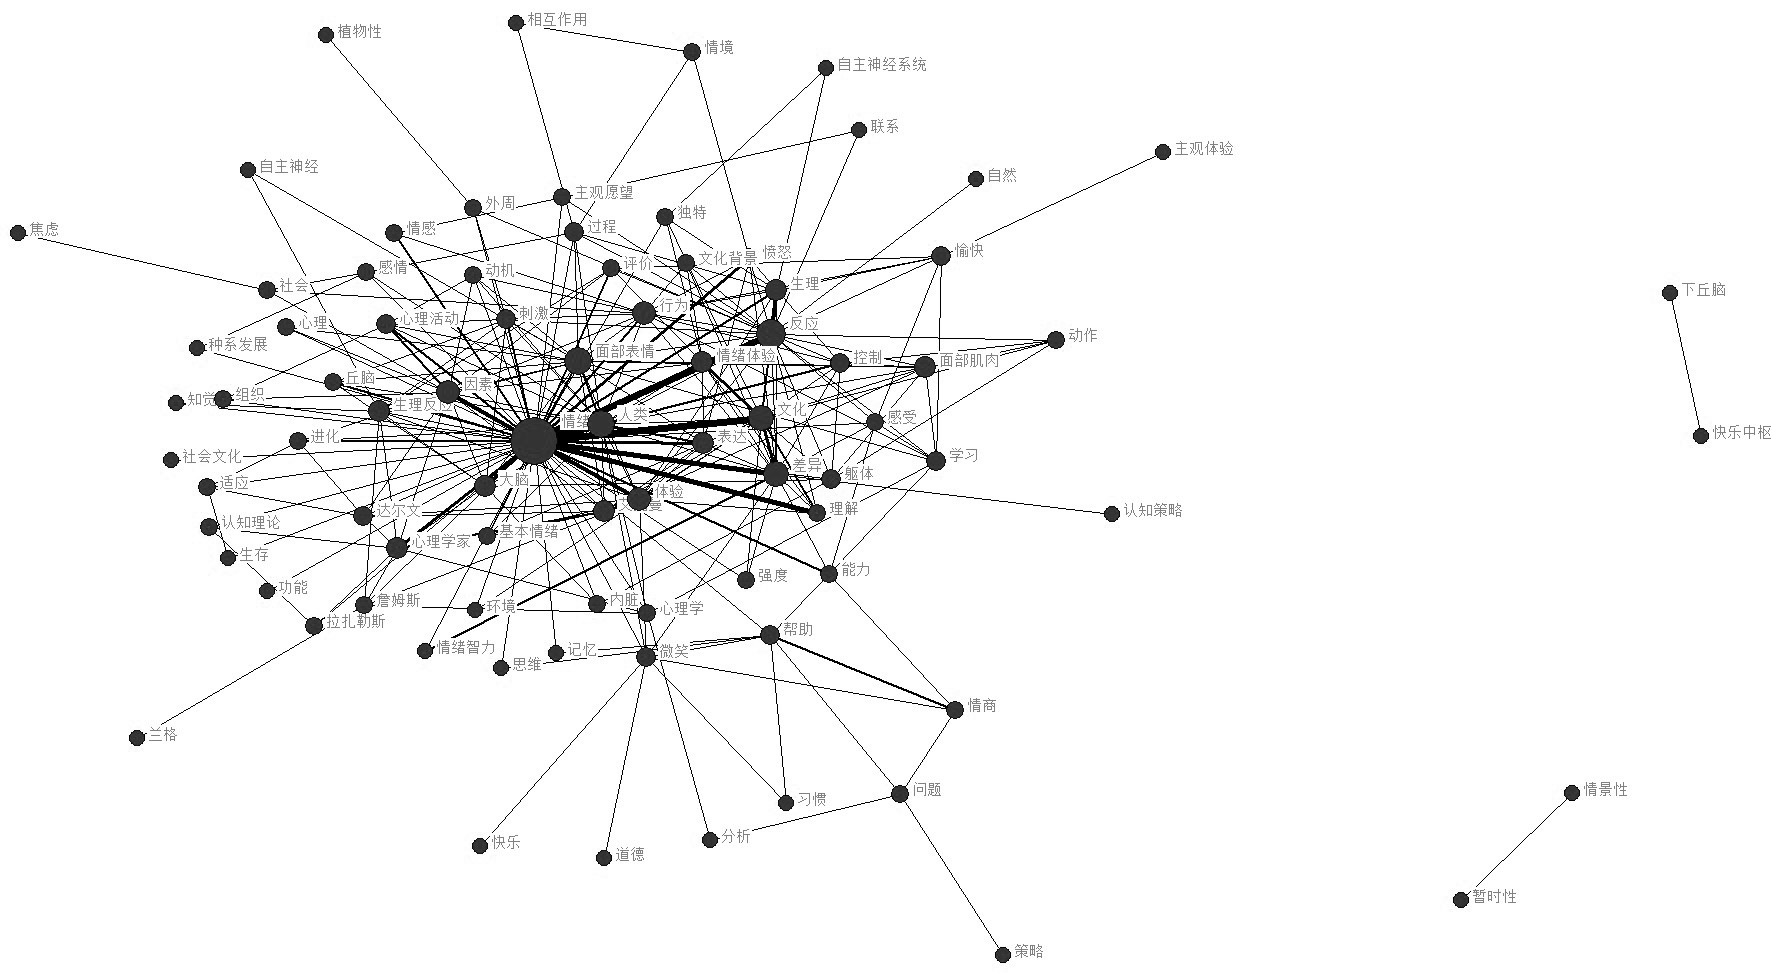 相互作用
植物性
情境
自主神经系统
联系
主观体验
自主神经
自然
主观愿望
外周
独特
情感
过程
焦虑
愉快
文化背景
愤怒
评价
感情
动机
生理
社会
下丘脑
行为
刺激
心理活动
心理
反应
动作
种系发展
面部表情
情绪体验
控制
面部肌肉
丘脑
因素
组织
生理反应
文化
人类
情绪
感受
快乐中枢
进化
表达
社会文化
学习
差异
躯体
大脑
适应
体验
达尔文
理解
认知策略
认知理论
基本情绪
心理学家
生存
能力
强度
功能
詹姆斯
内脏
环境
心理学
拉扎勒斯
帮助
情绪智力
记忆
微笑
思维
情商
兰格
情景性
问题
习惯
分析
快乐
道德
暂时性
策略